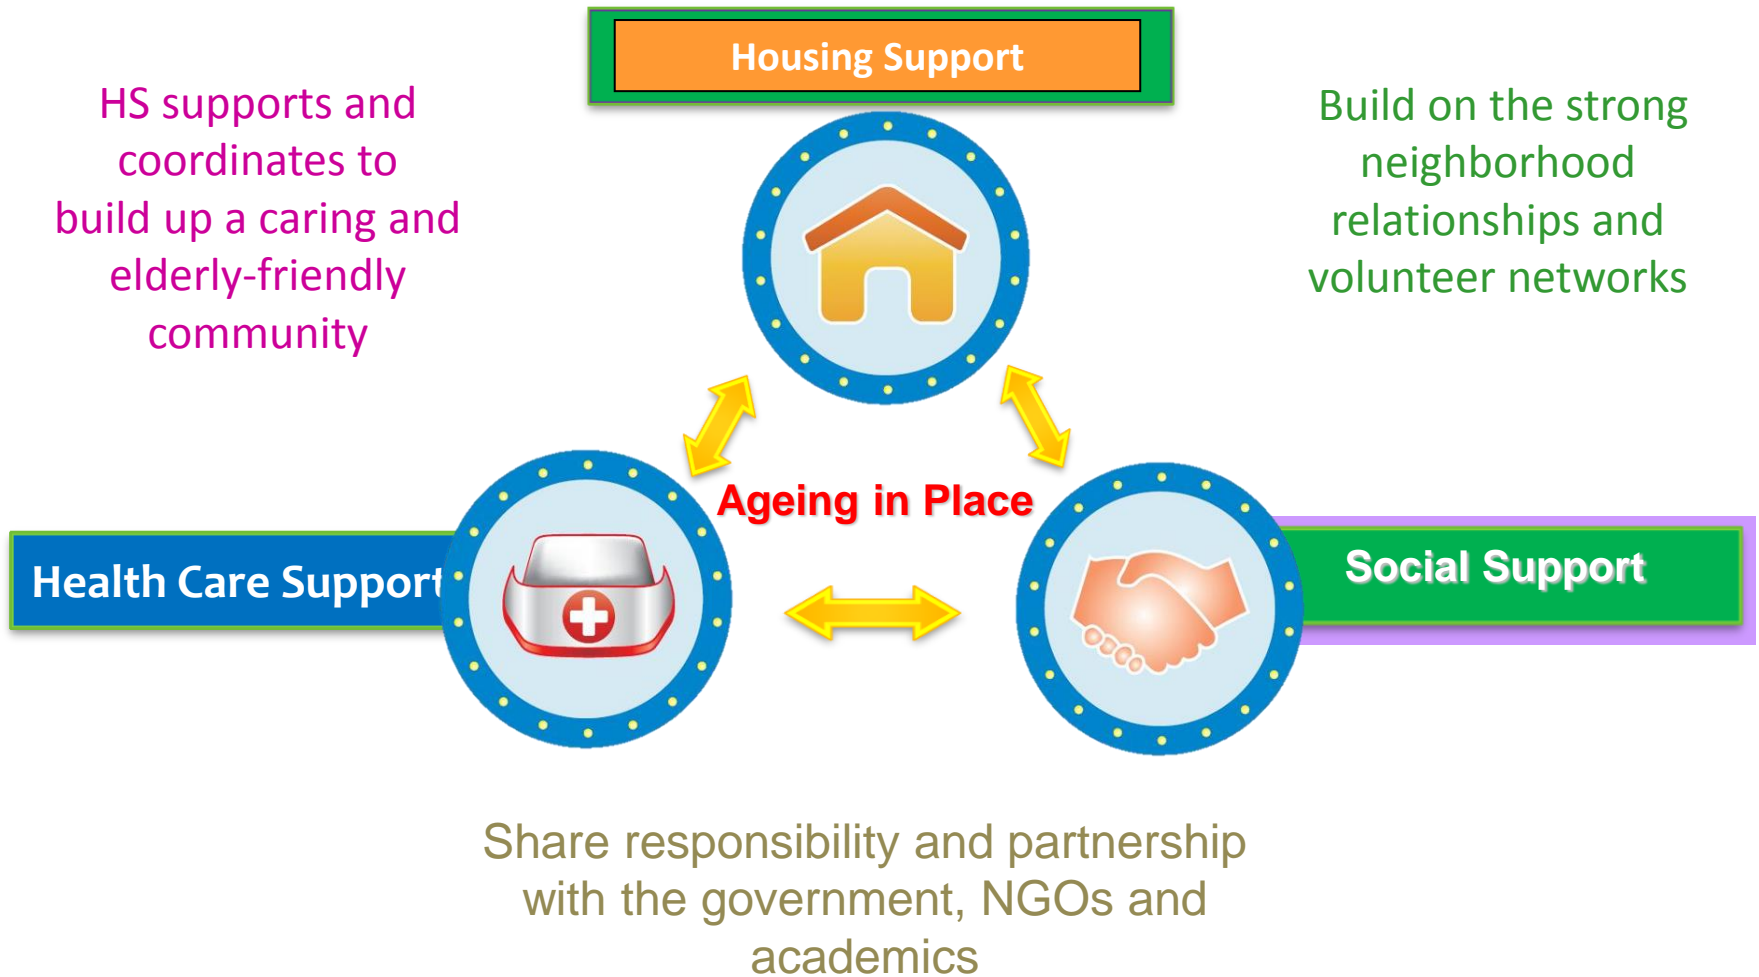 Housing Support
HS supports and
coordinates to
build up a caring and
elderly-friendly
community
Build on the strong
neighborhood
relationships and
volunteer networks
Ageing in Place
Health Care Support
Social Support
Share responsibility and partnership
with the government, NGOs and
academics